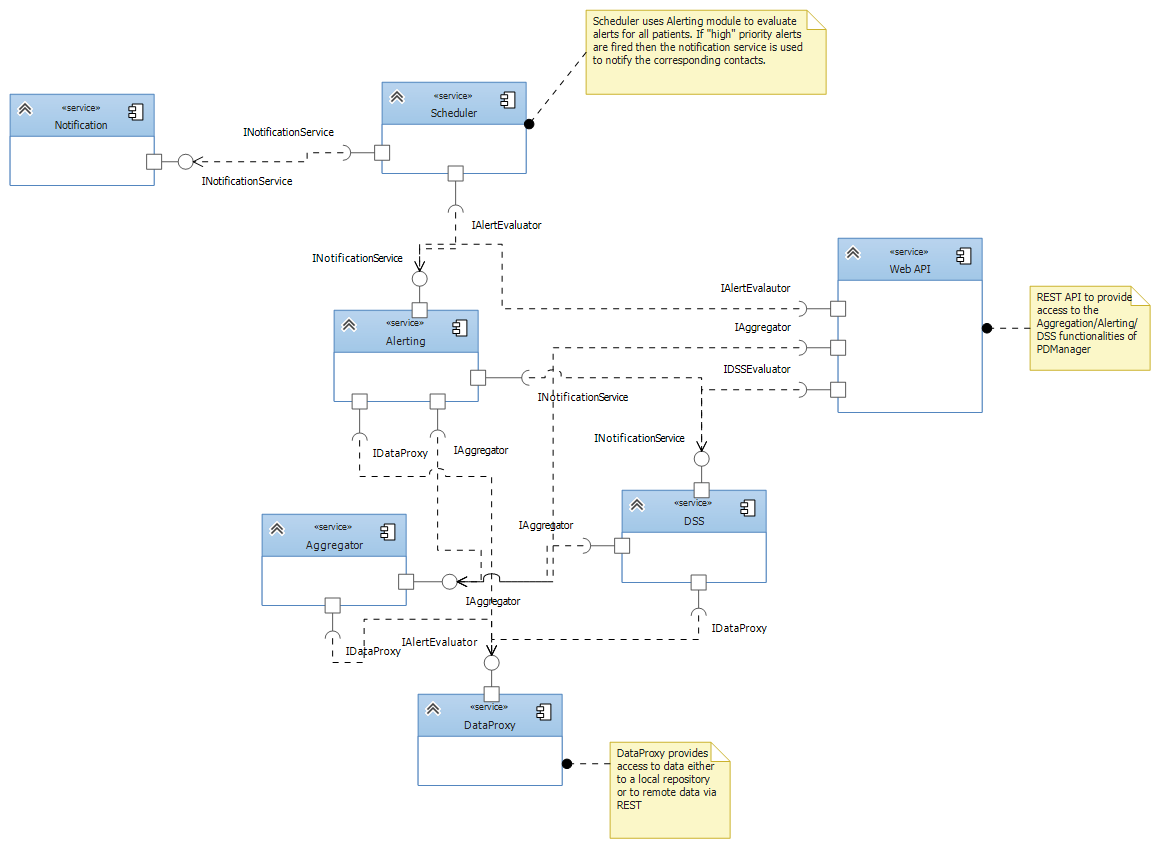 Scheduler uses Alerting module to evaluate
alerts for all patients. If "high" priority alerts
are fired then the notification service is used
to notify the corresponding contacts.
«service»
Notification
«service»
Scheduler
INotificationService
INotificationService
IAlertEvaluator
INotificationService
«service»
Web API
IAlertEvalautor
IAggregator
IDSSEvaluator
REST API to provide
access to the
Aggregation/Alerting/
DSS functionalities of
PDManager
«service»
Alerting
INotificationService
INotificationService
IDataProxy
IAggregator
«service»
DSS
IAggregator
«service»
Aggregator
IAggregator
IDataProxy
IDataProxy
IAlertEvaluator
«service»
DataProxy
DataProxy provides
access to data either
to a local repository
or to remote data via
REST